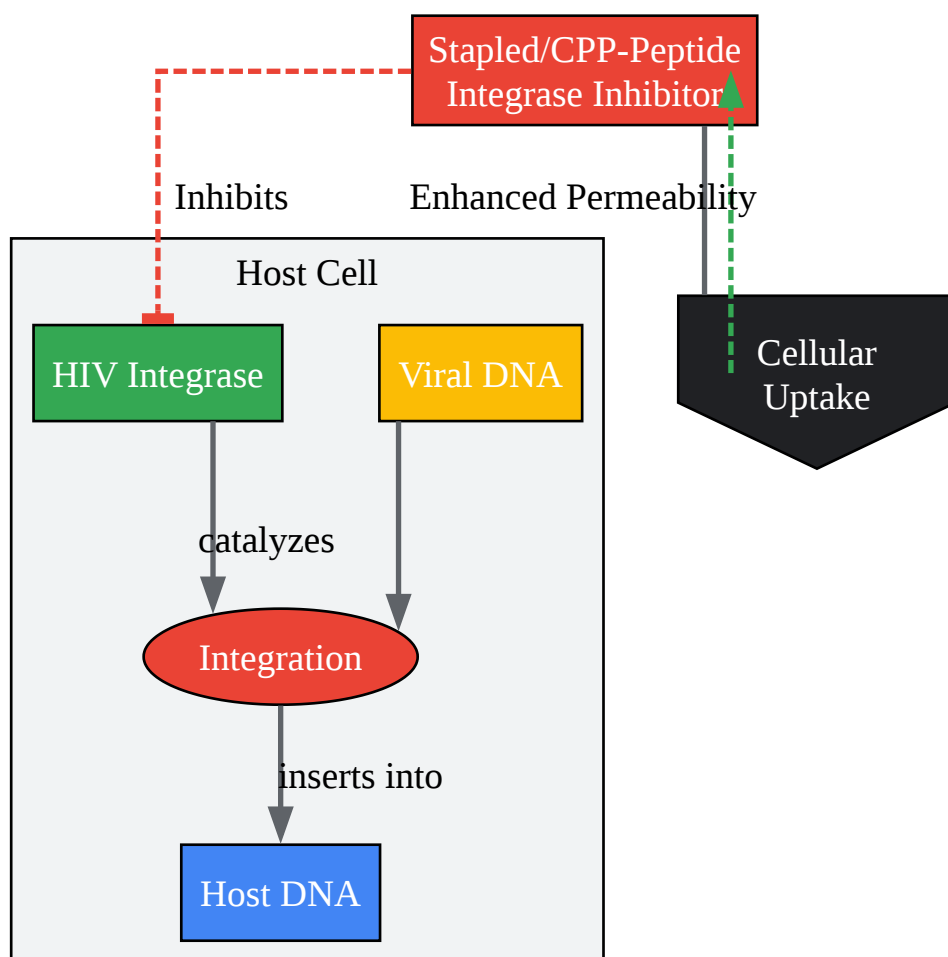 Stapled/CPP-Peptide
Integrase Inhibitor
Inhibits
Enhanced Permeability
Host Cell
HIV Integrase
Viral DNA
Cellular
Uptake
catalyzes
Integration
inserts into
Host DNA